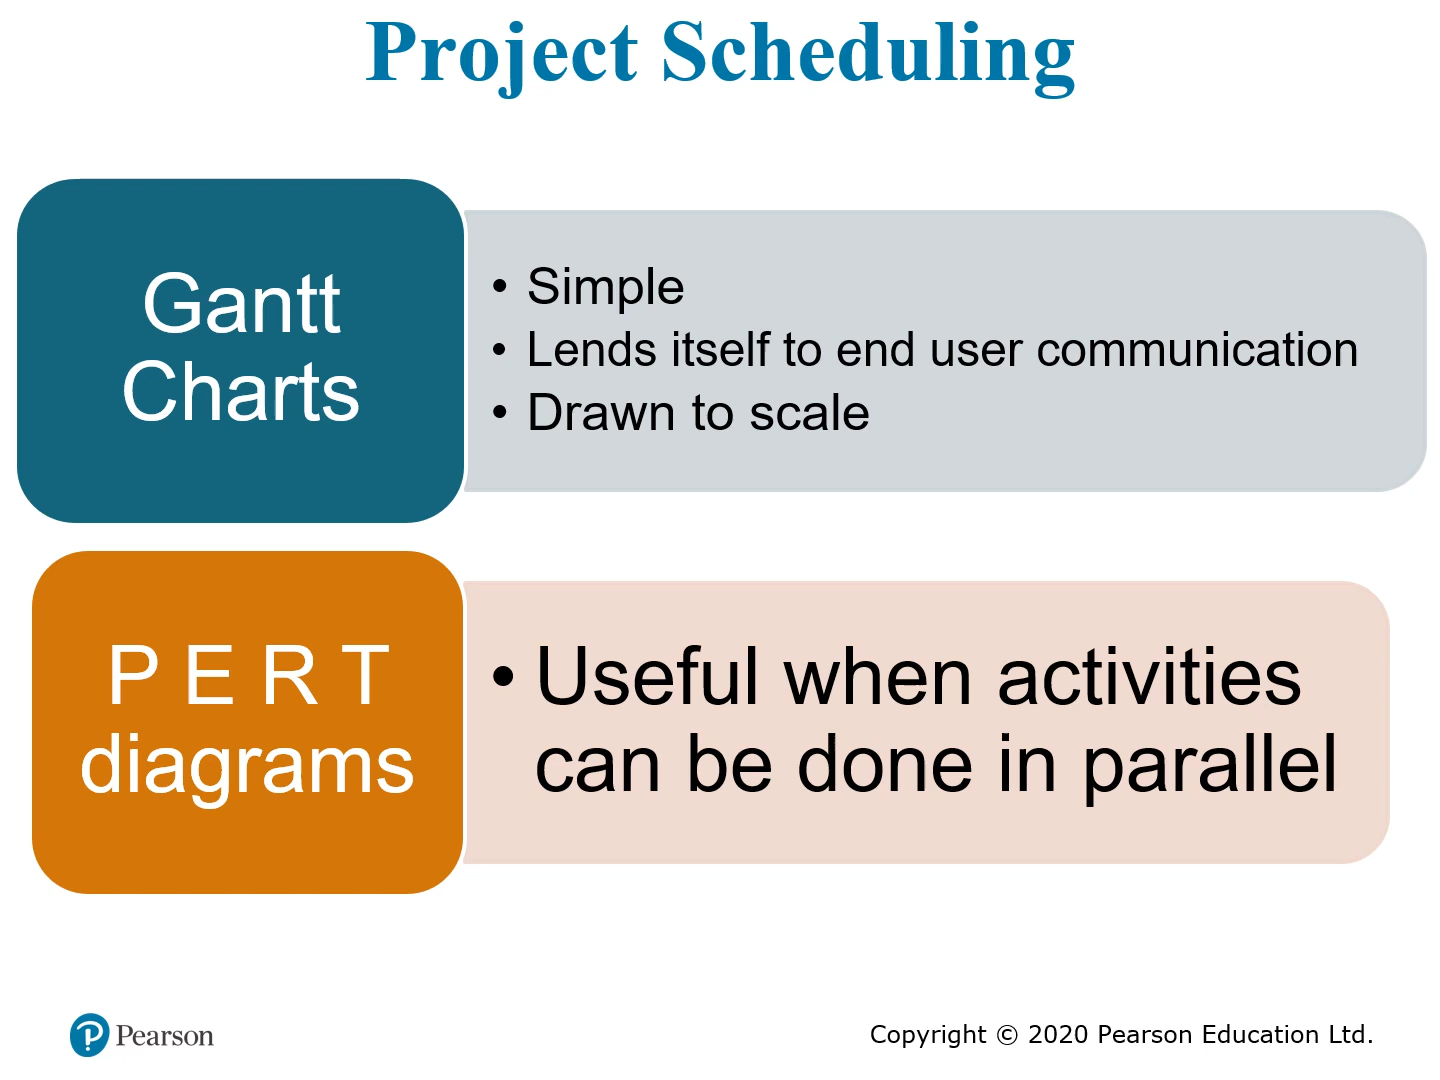 Project Scheduling
Gantt
Charts
• Simple
• Lends itself to end user communication
• Drawn to scale
P E R T
diagrams
• Useful when activities
can be done in parallel
Pearson
Copyright © 2020 Pearson Education Ltd.